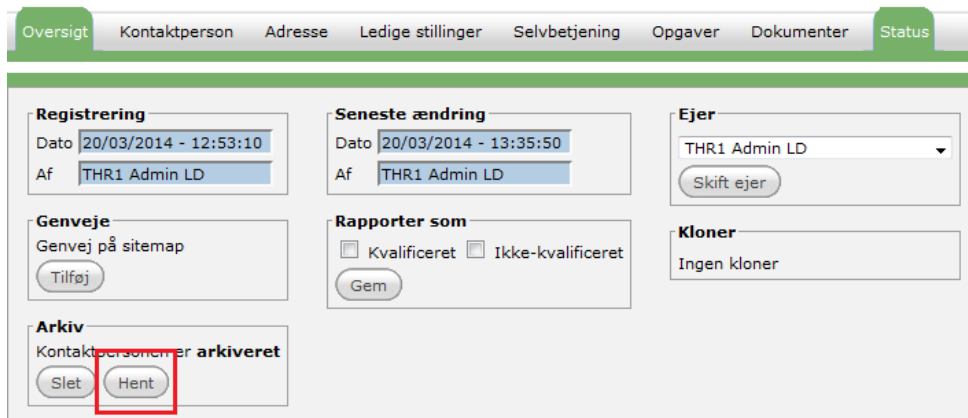 Oversigt Kontaktperson Adresse Ledige stillinger Selvbetjening Opgaver Dokumenter Status
Registrering
Dato 20/03/2014 - 12:53:10
Af THR1 Admin LD
Seneste ændring
Dato 20/03/2014 - 13:35:50
Af THR1 Admin LD
Ejer
THR1 Admin LD
Skift ejer
Genveje
Genvej på sitemap
Tilføj
Rapporter som
Kvalificeret Ikke-kvalificeret
Gem
Kloner
Ingen kloner
Arkiv
Kontaktpersonen er arkiveret
Slet Hent